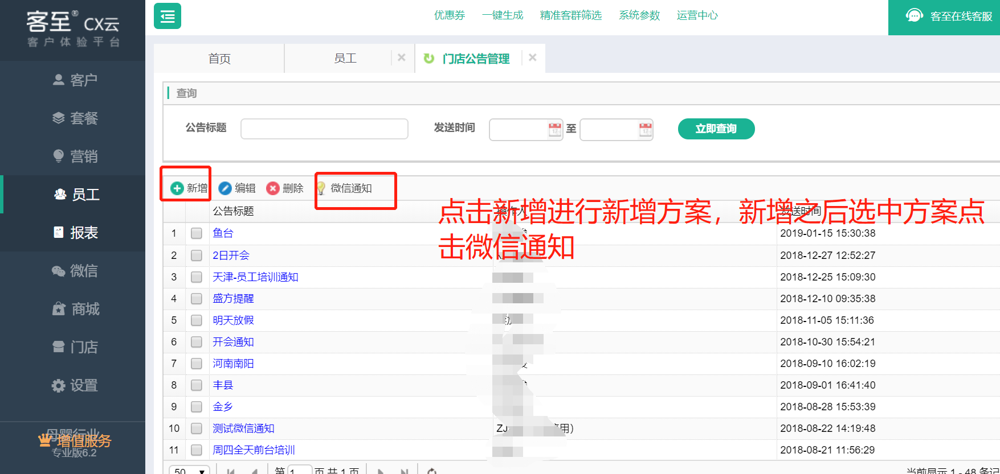 客至® CX云
客户体验平台
优惠券 一键生成 精准客群筛选 系统参数 运营中心
客至在线客服
首页 员工 门店公告管理
客户
套餐
营销
员工
报表
微信
商城
门店
设置
母婴行业
增值服务
专业版6.2
查询
公告标题 发送时间 至 立即查询
新增 编辑 删除 微信通知
点击新增进行新增方案，新增之后选中方案点
击微信通知
公告标题 操作人 发送时间
1 鱼台 2019-01-15 15:30:38
2 2日开会 2018-12-27 12:52:27
3 天津-员工培训通知 2018-12-25 15:09:30
4 盛方提醒 2018-12-10 09:35:38
5 明天放假 2018-11-05 15:11:36
6 开会通知 2018-10-30 15:54:21
7 河南南阳 2018-09-10 16:02:19
8 丰县 2018-09-01 16:41:40
9 金乡 2018-08-28 15:53:39
10 测试微信通知 ZJ 用） 2018-08-22 14:19:48
11 周四全天前台培训 2018-08-21 11:56:29
50 第 1 页 共 1 页 当前显示 1 - 48 条记